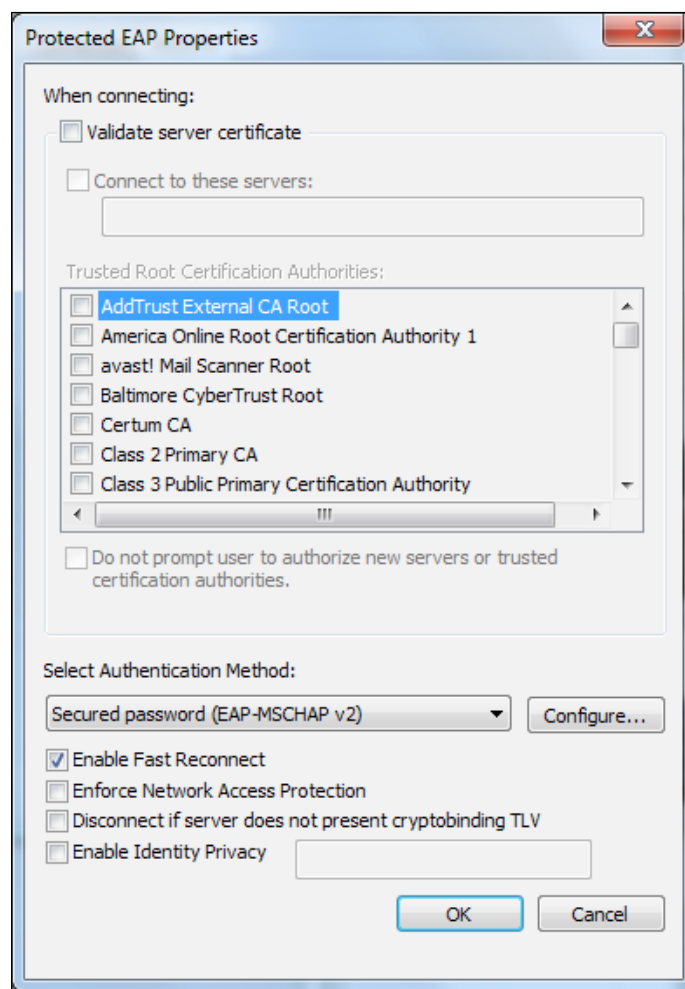 Protected EAP Properties
When connecting:
Validate server certificate
Connect to these servers:
Trusted Root Certification Authorities:
AddTrust External CA Root
America Online Root Certification Authority 1
avast! Mail Scanner Root
Baltimore CyberTrust Root
Certum CA
Class 2 Primary CA
Class 3 Public Primary Certification Authority
Do not prompt user to authorize new servers or trusted
certification authorities.
Select Authentication Method:
Secured password (EAP-MSCHAP v2)
Configure...
Enable Fast Reconnect
Enforce Network Access Protection
Disconnect if server does not present cryptobinding TLV
Enable Identity Privacy
OK
Cancel